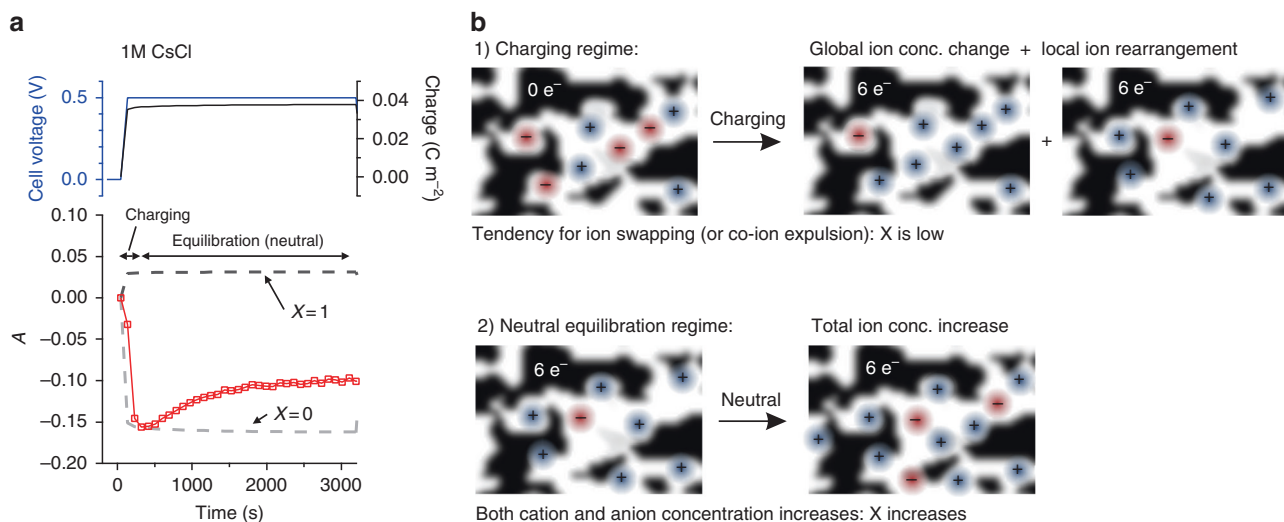 a
1M CsCl
Cell voltage (V)
0.5
0.0
Charge (C m⁻²)
0.04
0.02
0.00
A
0.10
0.05
0.00
−0.05
−0.10
−0.15
−0.20
Charging
Equilibration (neutral)
X = 1
X = 0
0
1000
2000
3000
Time (s)
b
1) Charging regime:
Global ion conc. change + local ion rearrangement
0 e⁻
+
+
+
+
−
−
−
−
Charging
6 e⁻
+
+
+
+
+
+
+
−
+
6 e⁻
+
+
+
+
+
+
+
−
Tendency for ion swapping (or co-ion expulsion): X is low
2) Neutral equilibration regime:
Total ion conc. increase
6 e⁻
+
+
+
+
+
+
+
−
Neutral
6 e⁻
+
+
+
+
+
+
+
+
+
−
−
−
Both cation and anion concentration increases: X increases